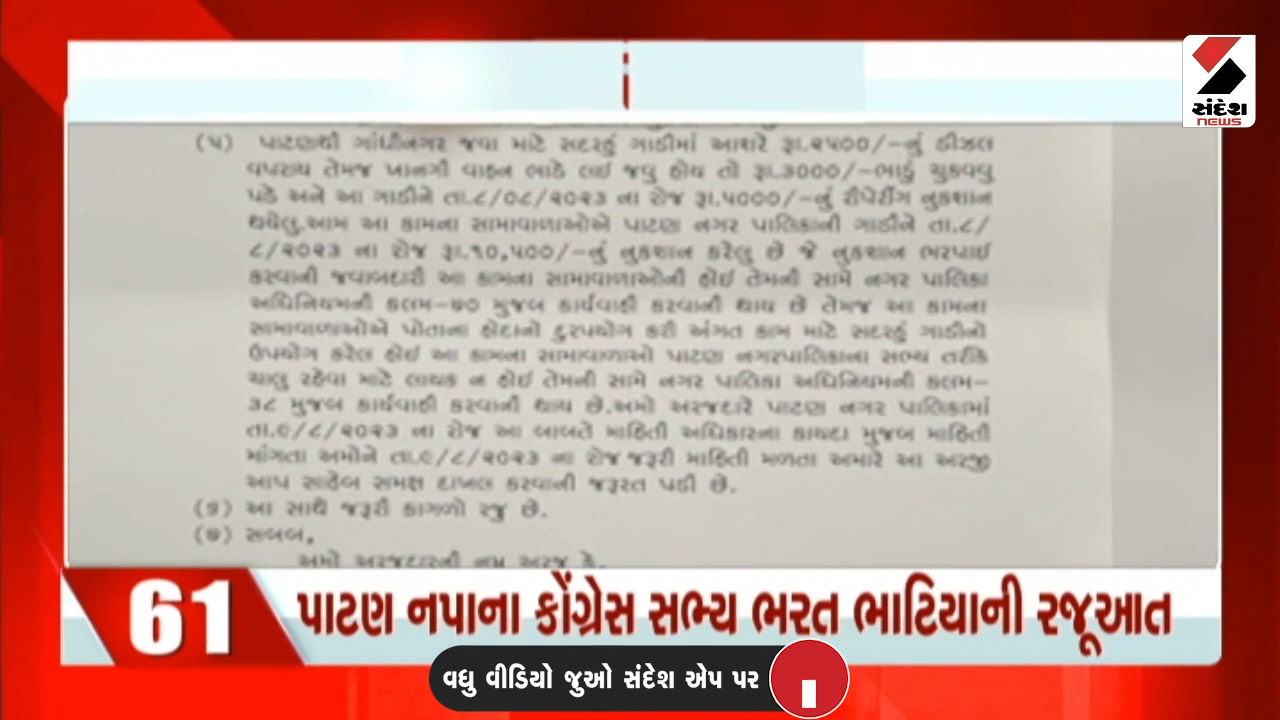 સંદેશ
NEWS
(૫) પાટણથી ગાંધીનગર જવા માટે સદરહું ગાડીમાં આશરે રૂા.૨૫૦૦/-નું ડીઝલ
વપરાય તેમજ ખાનગી વાહન ભાડે લઈ જવુ હોય તો રૂા.૩૦૦૦/-ભાડું ચુકવવુ
પડે અને આ ગાડીને તા.૮/૦૮/૨૦૨૩ ના રોજ રૂા.૫૦૦૦/-નું રીપેરીંગ નુકશાન
થયેલુ.આમ આ કામના સામાવાળાઓએ પાટણ નગર પાલિકાની ગાડીને તા.૮/
૮/૨૦૨૩ ના રોજ રૂા.૧૦,૫૦૦/-નું નુકશાન કરેલુ છે જે નુકશાન ભરપાઈ
કરવાની જવાબદારી આ કામના સામાવાળાઓની હોઈ તેમની સામે નગર પાલિકા
અધિનિયમની કલમ-૭૦ મુજબ કાર્યવાહી કરવાની થાય છે તેમજ આ કામના
સામાવાળાઓએ પોતાના હોદાનો દુરપયોગ કરી અંગત કામ માટે સદરહું ગાડીનો
ઉપયોગ કરેલ હોઈ આ કામના સામાવાળાઓ પાટણ નગરપાલિકાના સભ્ય તરીકે
ચાલુ રહેવા માટે લાયક ન હોઈ તેમની સામે નગર પાલિકા અધિનિયમની કલમ-
૩૮ મુજબ કાર્યવાહી કરવાની થાય છે.અમો અરજદારે પાટણ નગર પાલિકામાં
તા.૯/૮/૨૦૨૩ ના રોજ આ બાબતે માહિતી અધિકારના કાયદા મુજબ માહિતી
માંગતા અમોને તા.૯/૮/૨૦૨૩ ના રોજ જરૂરી માહિતી મળતા અમારે આ અરજી
આપ સાહેબ સમક્ષ દાખલ કરવાની જરૂરત પડી છે.
(૬) આ સાથે જરૂરી કાગળો રજુ છે.
(૭) સબબ,
અમો અરજદારની નમ્ર અરજ કે,
61 પાટણ નપાના કોંગ્રેસ સભ્ય ભરત ભાટિયાની રજૂઆત
વધુ વીડિયો જુઓ સંદેશ એપ પર